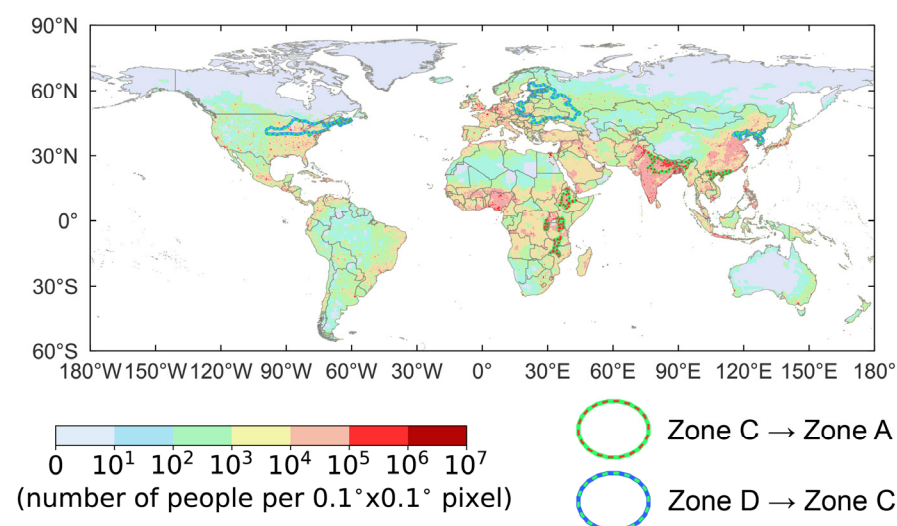 90°N
60°N
30°N
0°
30°S
60°S
180°W 150°W 120°W 90°W 60°W 30°W 0° 30°E 60°E 90°E 120°E 150°E 180°
0 10¹ 10² 10³ 10⁴ 10⁵ 10⁶ 10⁷
(number of people per 0.1°x0.1° pixel)
Zone C → Zone A
Zone D → Zone C